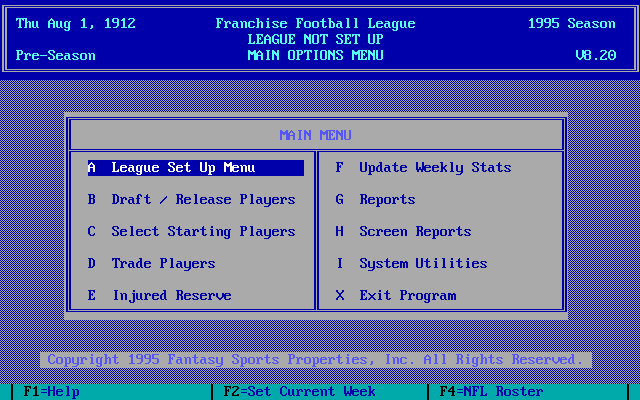 Thu Aug 1, 1912 Franchise Football League 1995 Season
LEAGUE NOT SET UP
Pre-Season MAIN OPTIONS MENU V8.20
MAIN MENU
A League Set Up Menu F Update Weekly Stats
B Draft / Release Players G Reports
C Select Starting Players H Screen Reports
D Trade Players I System Utilities
E Injured Reserve X Exit Program
Copyright 1995 Fantasy Sports Properties, Inc. All Rights Reserved.
F1=Help F2=Set Current Week F4=NFL Roster